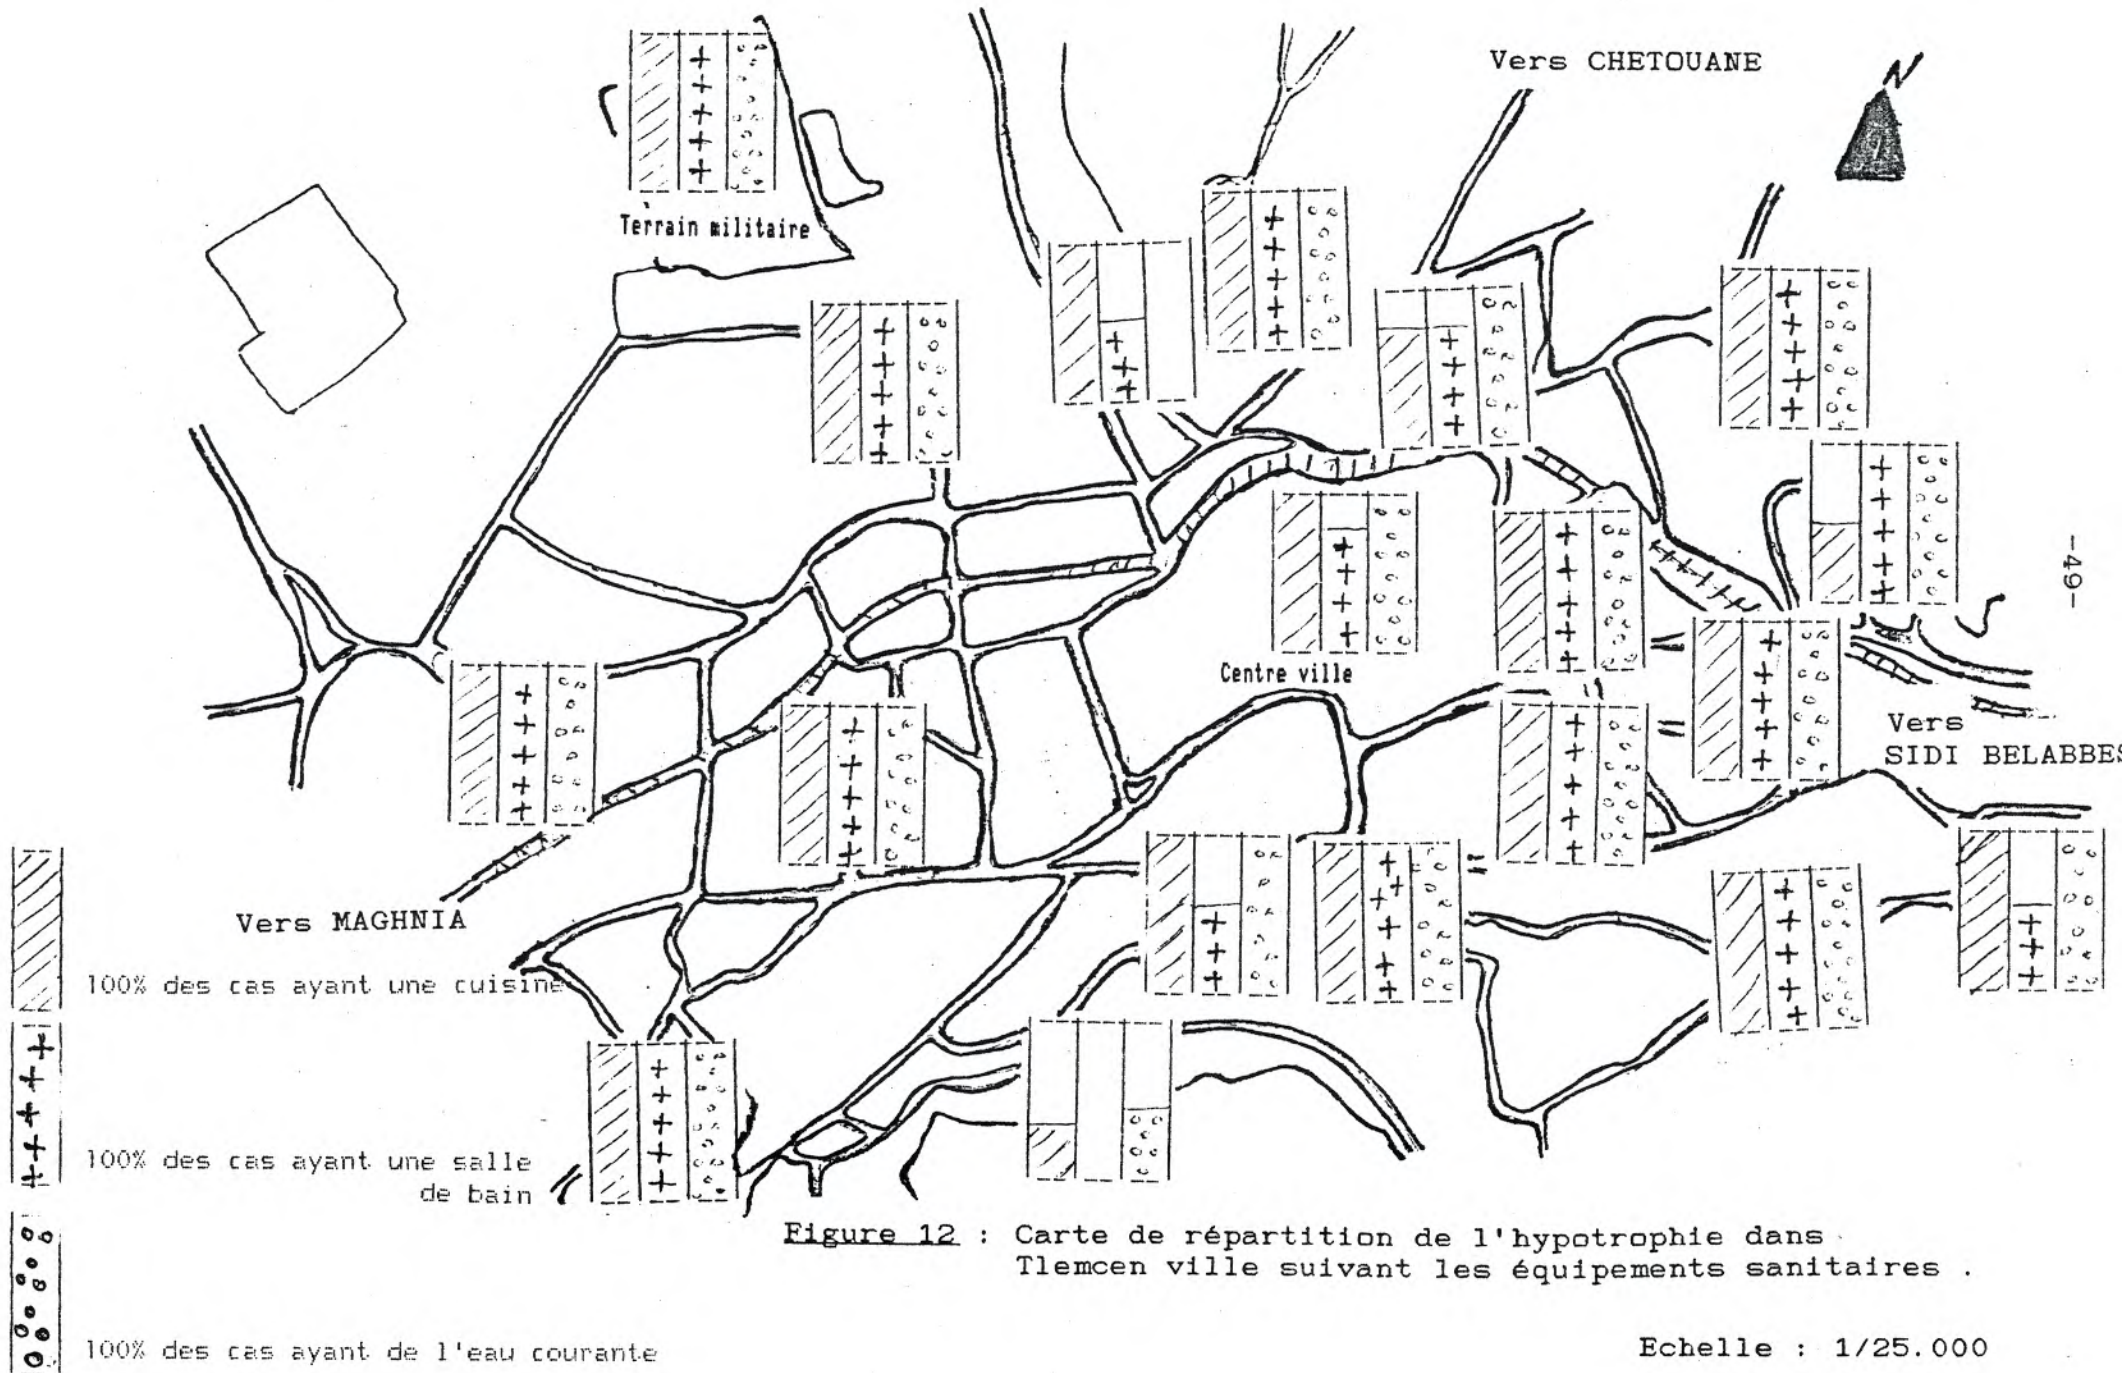 Vers CHETOUANE
N
Terrain militaire
-49-
Centre ville
Vers
SIDI BELABBES
Vers MAGHNIA
100% des cas ayant une cuisine
100% des cas ayant une salle
de bain
100% des cas ayant de l'eau courante
Figure 12 : Carte de répartition de l'hypotrophie dans
Tlemcen ville suivant les équipements sanitaires .
Echelle : 1/25.000